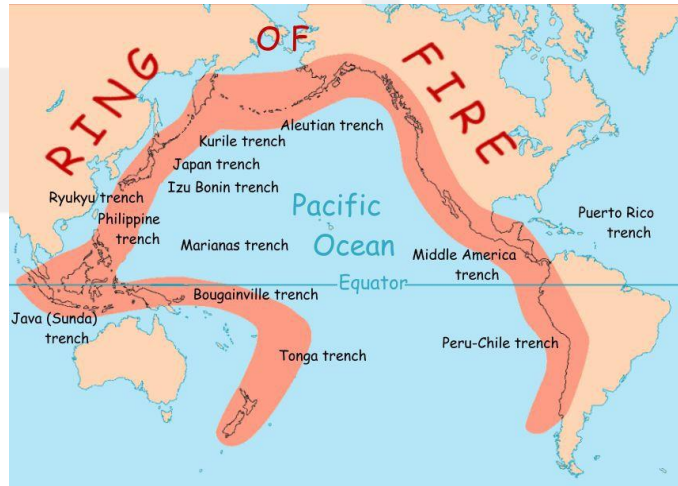 RING OF FIRE
Aleutian trench
Kurile trench
Japan trench
Izu Bonin trench
Ryukyu trench
Philippine
trench
Marianas trench
Pacific
Ocean
Puerto Rico
trench
Middle America
trench
Equator
Bougainville trench
Java (Sunda)
trench
Tonga trench
Peru-Chile trench